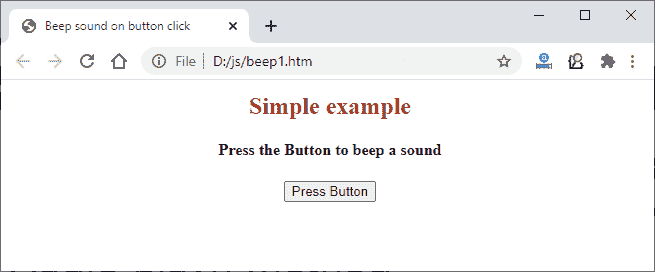 Beep sound on button click
File D:/js/beep1.htm
Simple example
Press the Button to beep a sound
Press Button